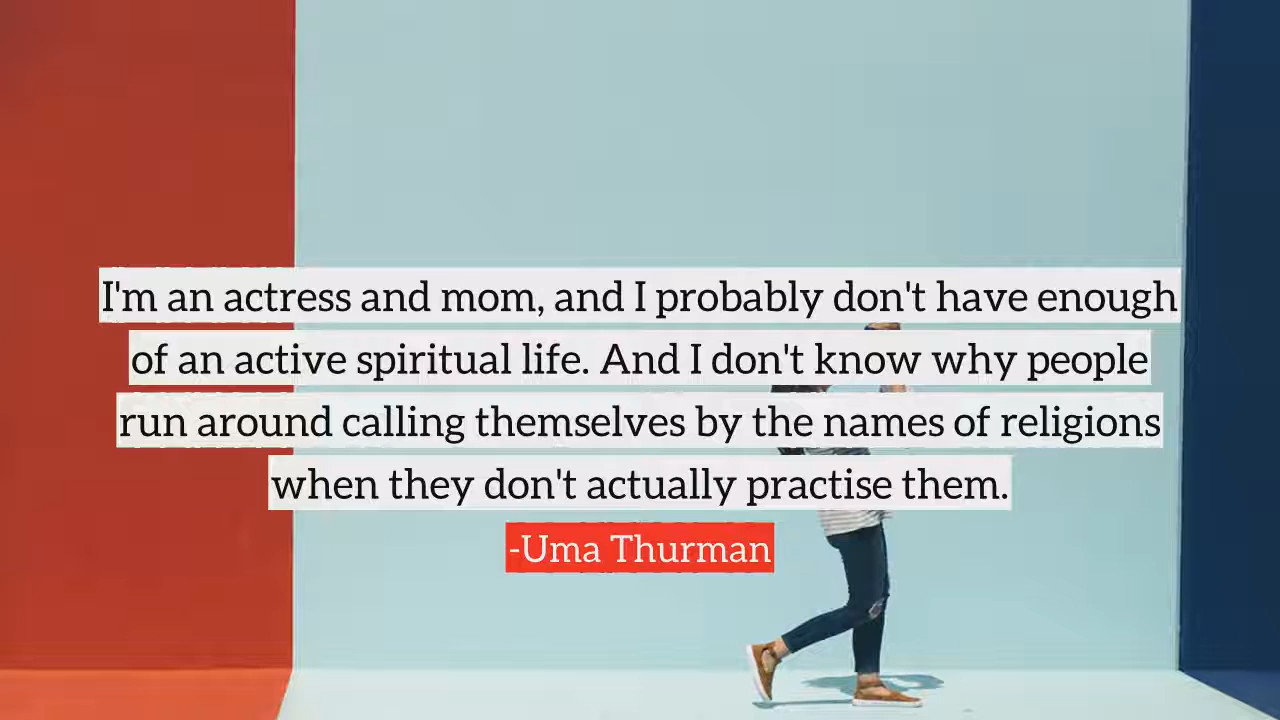 I'm an actress and mom, and I probably don't have enough
of an active spiritual life. And I don't know why people
run around calling themselves by the names of religions
when they don't actually practise them.
-Uma Thurman